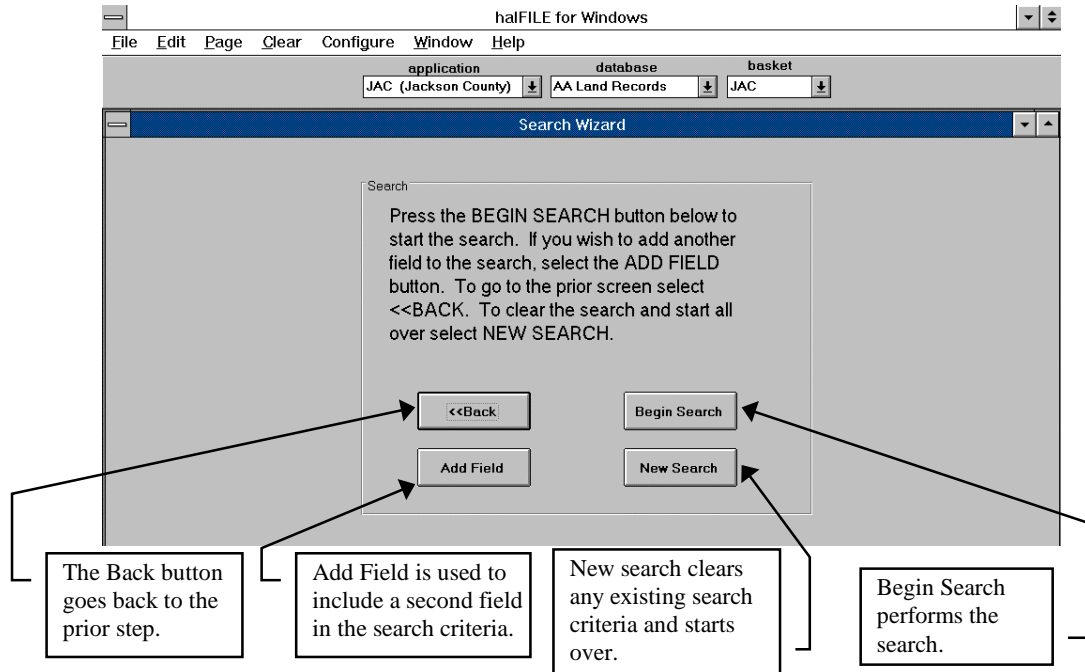 halFILE for Windows
File Edit Page Clear Configure Window Help
application database basket
JAC (Jackson County) AA Land Records JAC
Search Wizard
Search
Press the BEGIN SEARCH button below to
start the search. If you wish to add another
field to the search, select the ADD FIELD
button. To go to the prior screen select
<<BACK. To clear the search and start all
over select NEW SEARCH.
<<Back Begin Search
Add Field New Search
The Back button
goes back to the
prior step.
Add Field is used to
include a second field
in the search criteria.
New search clears
any existing search
criteria and starts
over.
Begin Search
performs the
search.